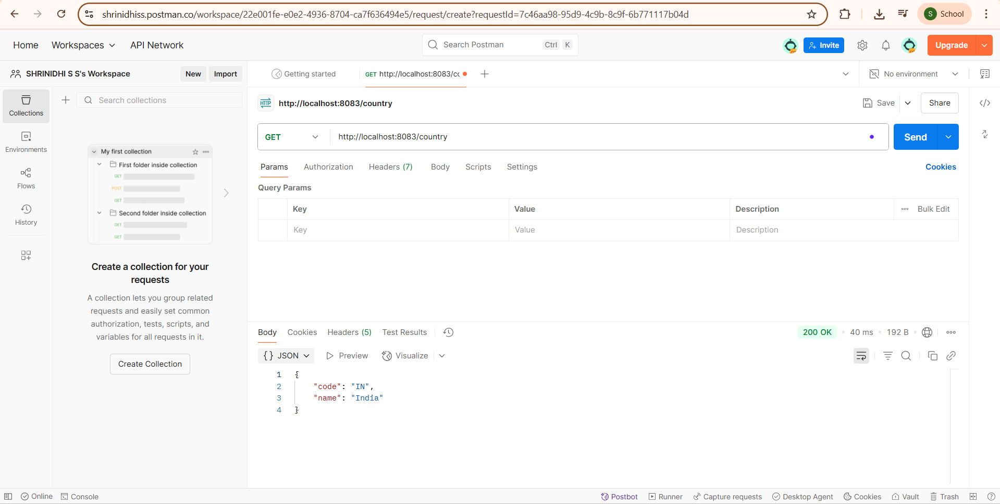 shrinidhiss.postman.co/workspace/22e001fe-e0e2-4936-8704-ca7f636494e5/request/create?requestId=7c46aa98-95d9-4c9b-8c9f-6b771117b04d
S School
Home Workspaces API Network
Search Postman Ctrl K
Invite
Upgrade
SHRINIDHI S S's Workspace New Import
Getting started
GET http://localhost:8083/cc
No environment
Collections
Search collections
HTTP http://localhost:8083/country
Save Share
Environments
Flows
History
My first collection
First folder inside collection
GET
POST
GET
Second folder inside collection
GET
GET
Create a collection for your
requests
A collection lets you group related
requests and easily set common
authorization, tests, scripts, and
variables for all requests in it.
Create Collection
GET http://localhost:8083/country
Send
Params Authorization Headers (7) Body Scripts Settings
Cookies
Query Params
Key Value Description Bulk Edit
Key Value Description
Body Cookies Headers (5) Test Results
200 OK 40 ms 192 B
{} JSON Preview Visualize
1 {
2 "code": "IN",
3 "name": "India"
4 }
Online Console
Postbot Runner Capture requests Desktop Agent Cookies Vault Trash